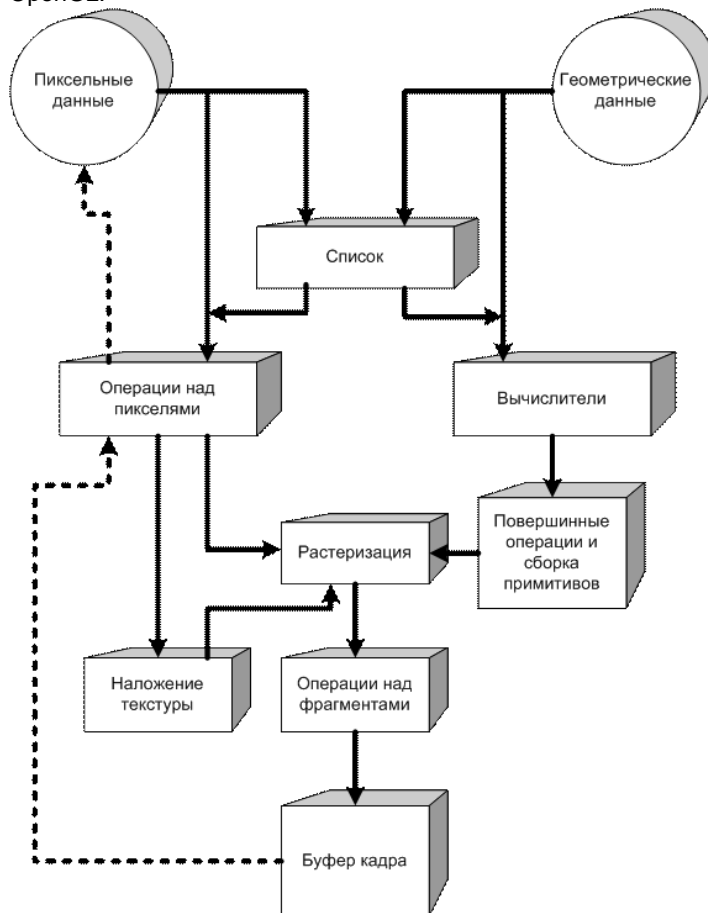 Пиксельные
данные
Геометрические
данные
Список
Операции над
пикселями
Вычислители
Растеризация
Повершинные
операции и
сборка
примитивов
Наложение
текстуры
Операции над
фрагментами
Буфер кадра